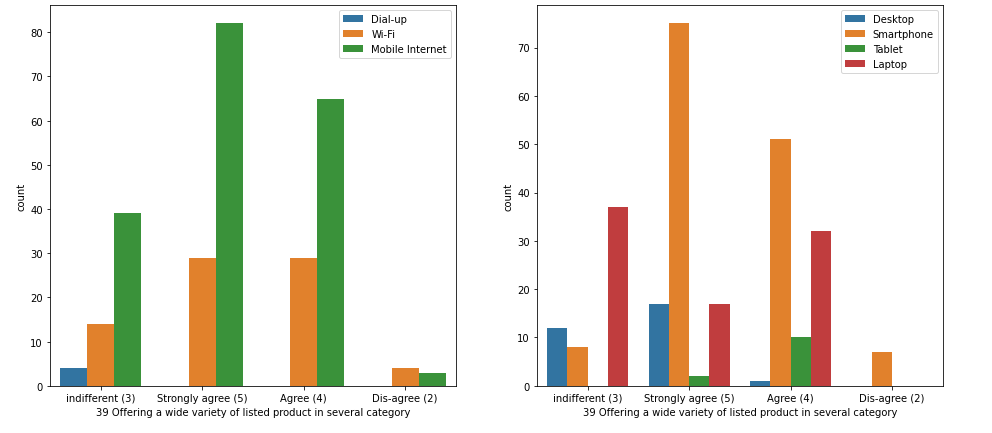 80
70
60
50
40
30
20
10
0
count
indifferent (3) Strongly agree (5) Agree (4) Dis-agree (2)
39 Offering a wide variety of listed product in several category
Dial-up
Wi-Fi
Mobile Internet
70
60
50
40
30
20
10
0
count
indifferent (3) Strongly agree (5) Agree (4) Dis-agree (2)
39 Offering a wide variety of listed product in several category
Desktop
Smartphone
Tablet
Laptop